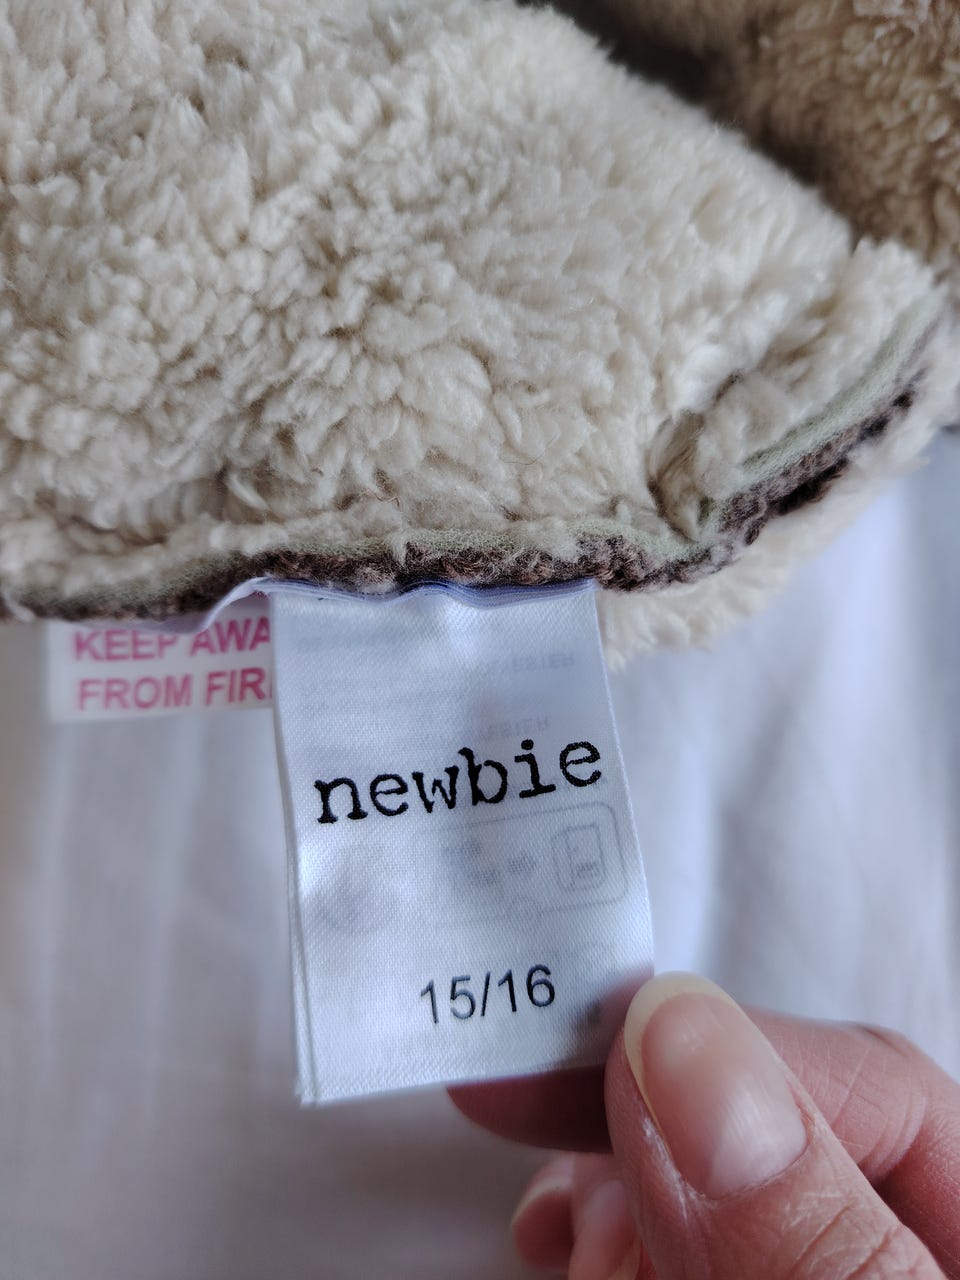 KEEP AWA
FROM FIR
newbie
15/16